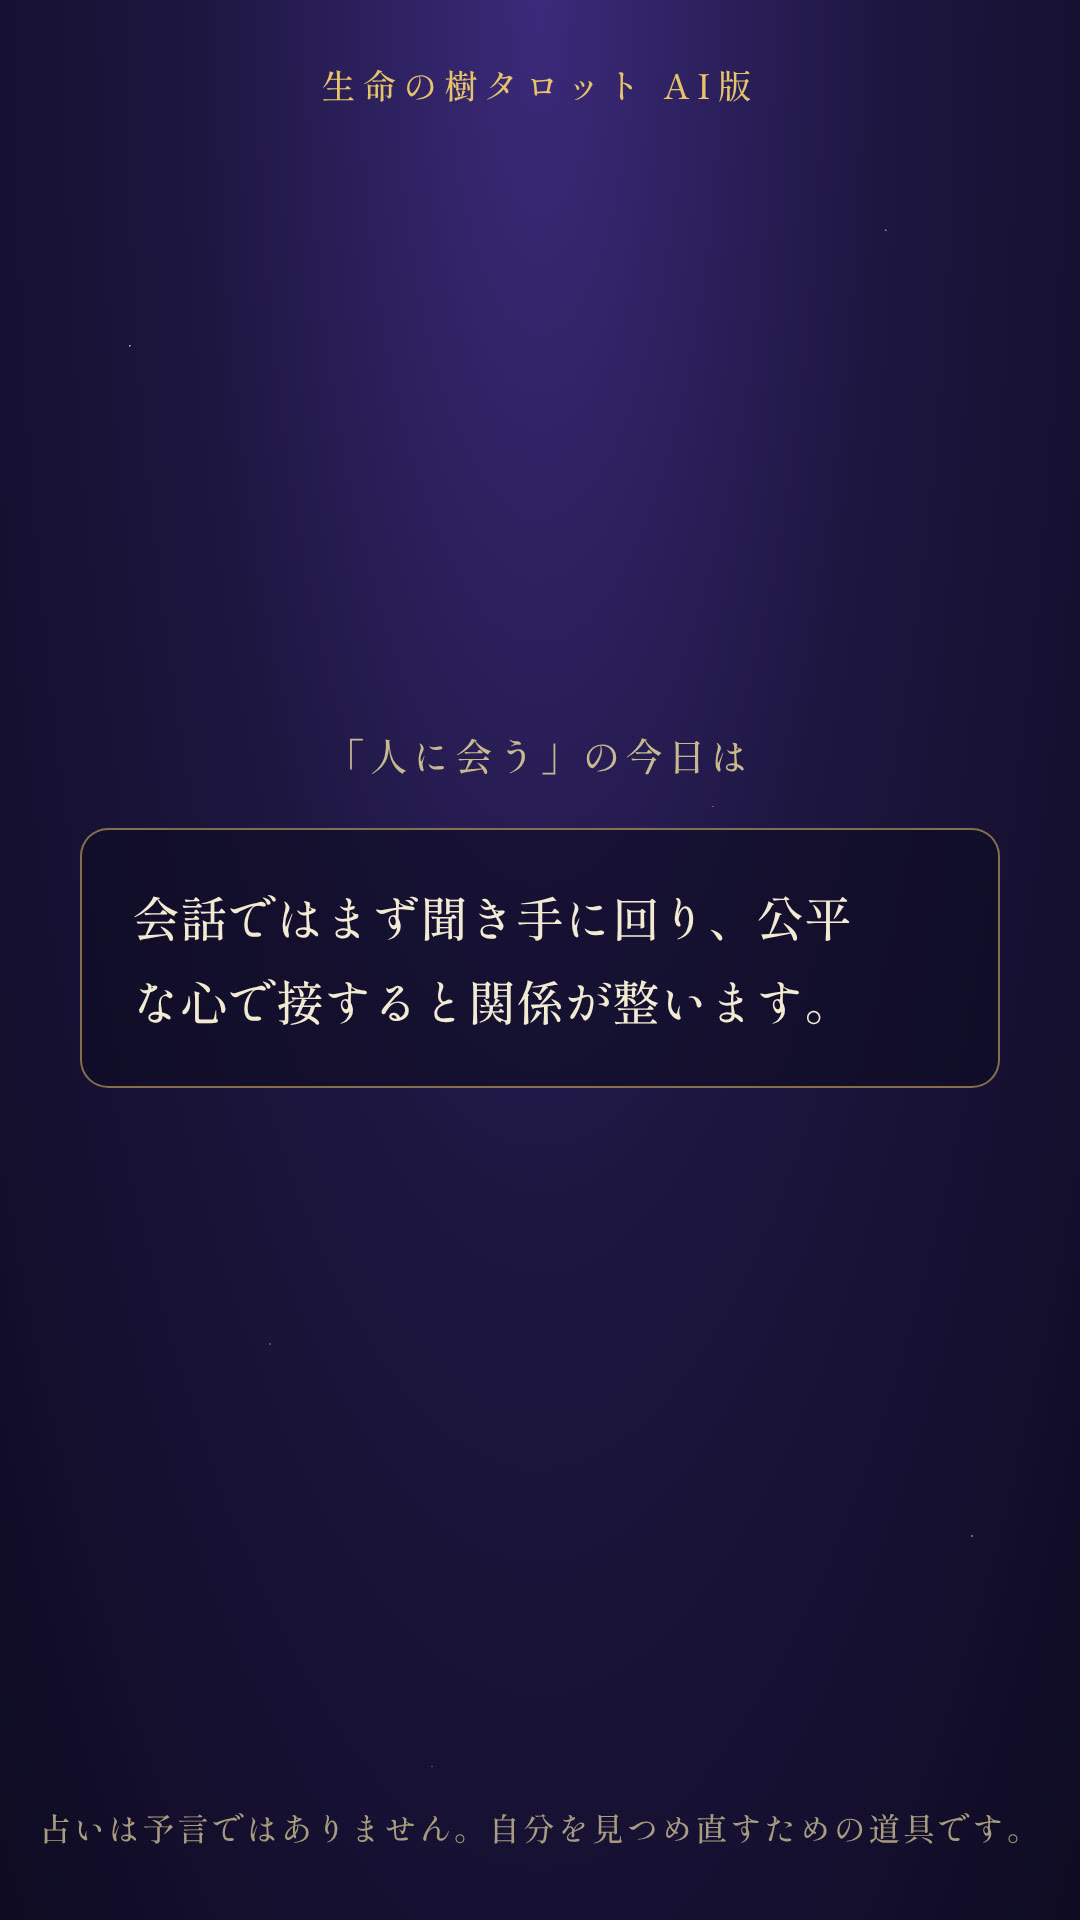 生命の樹タロット AI版
「人に会う」の今日は
会話ではまず聞き手に回り、公平
な心で接すると関係が整います。
占いは予言ではありません。自分を見つめ直すための道具です。